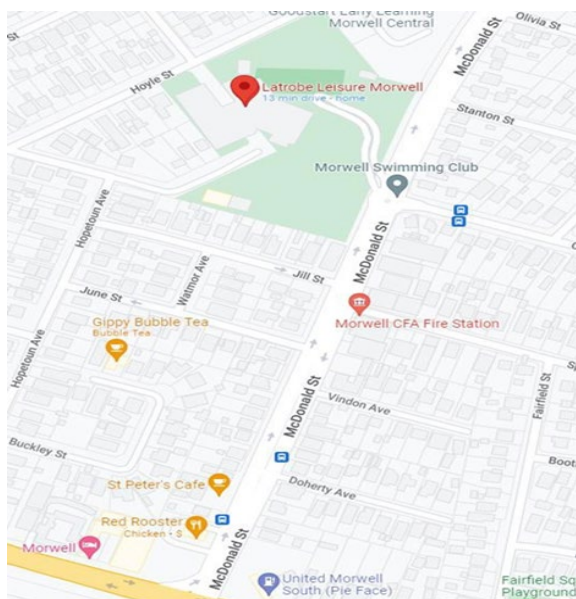 Goodstart Early Learning
Morwell Central
Olivia St
McDonald St
Hoyle St
Latrobe Leisure Morwell
13 min drive - home
Stanton St
Morwell Swimming Club
Hopetoun Ave
McDonald St
Watmor Ave
Jill St
June St
Morwell CFA Fire Station
Gippy Bubble Tea
Bubble Tea
Hopetoun Ave
Vindon Ave
Fairfield St
McDonald St
Buckley St
Boot
St Peter's Cafe
Doherty Ave
Red Rooster
Chicken • $
Morwell
McDonald St
United Morwell
South (Pie Face)
Fairfield Sq
Playground